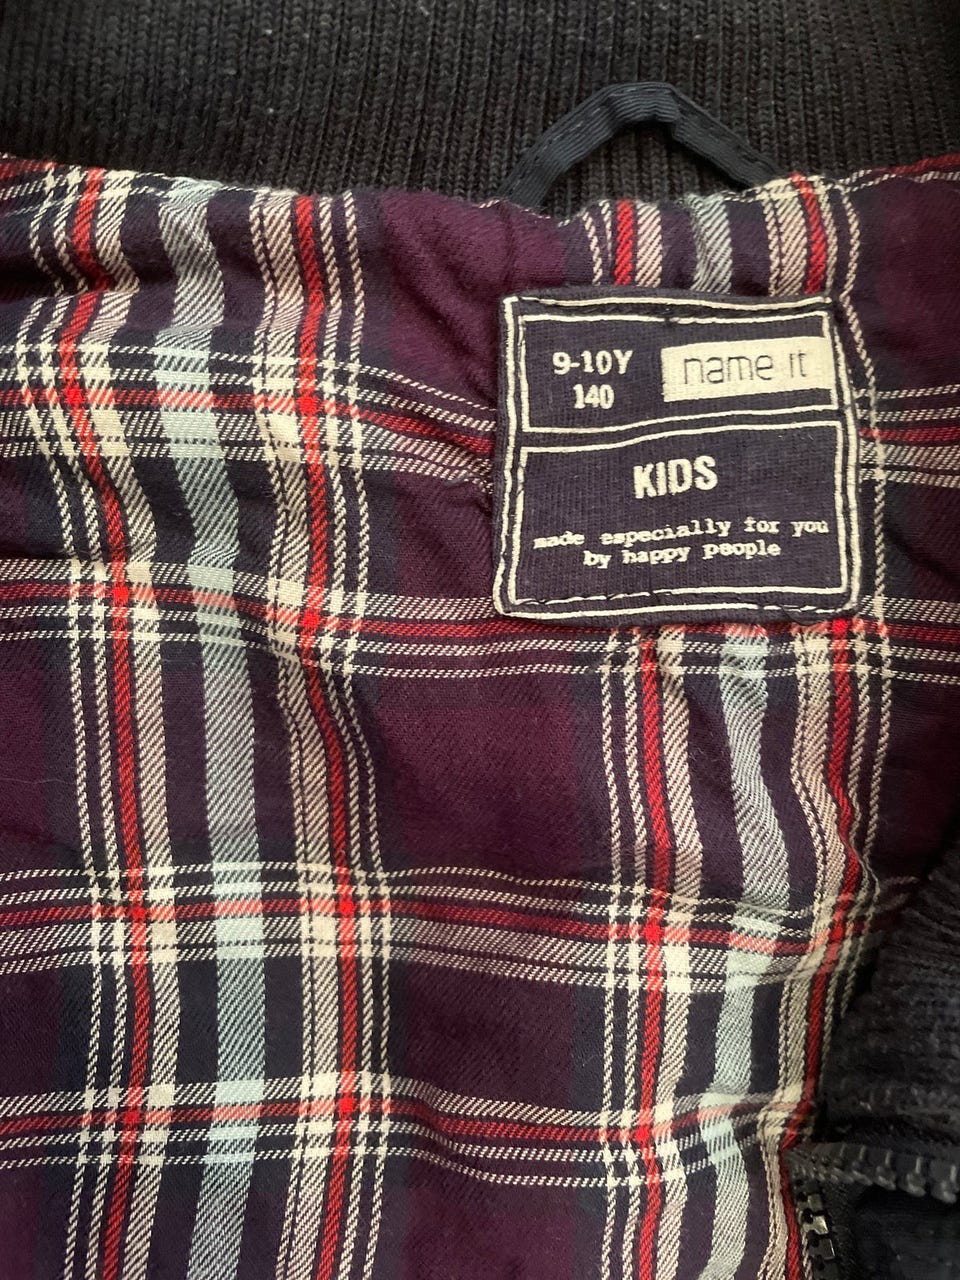 9-10Y
140
name it
KIDS
made especially for you
by happy people